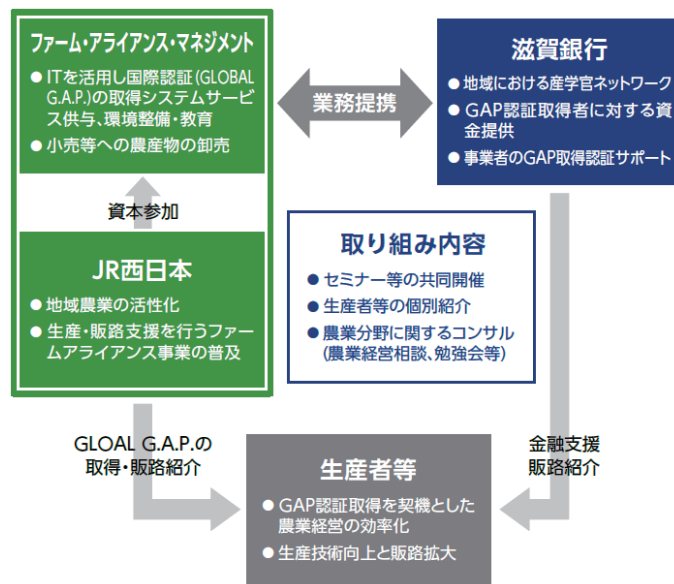 ファーム・アライアンス・マネジメント
● ITを活用し国際認証(GLOBAL
G.A.P.)の取得システムサービ
ス供与、環境整備・教育
● 小売等への農産物の卸売
資本参加
JR西日本
● 地域農業の活性化
● 生産・販路支援を行うファー
ムアライアンス事業の普及
業務提携
滋賀銀行
● 地域における産学官ネットワーク
● GAP認証取得者に対する資
金提供
● 事業者のGAP取得認証サポート
取り組み内容
● セミナー等の共同開催
● 生産者等の個別紹介
● 農業分野に関するコンサル
(農業経営相談、勉強会等)
GLOAL G.A.P.の
取得・販路紹介
金融支援
販路紹介
生産者等
● GAP認証取得を契機とした
農業経営の効率化
● 生産技術向上と販路拡大